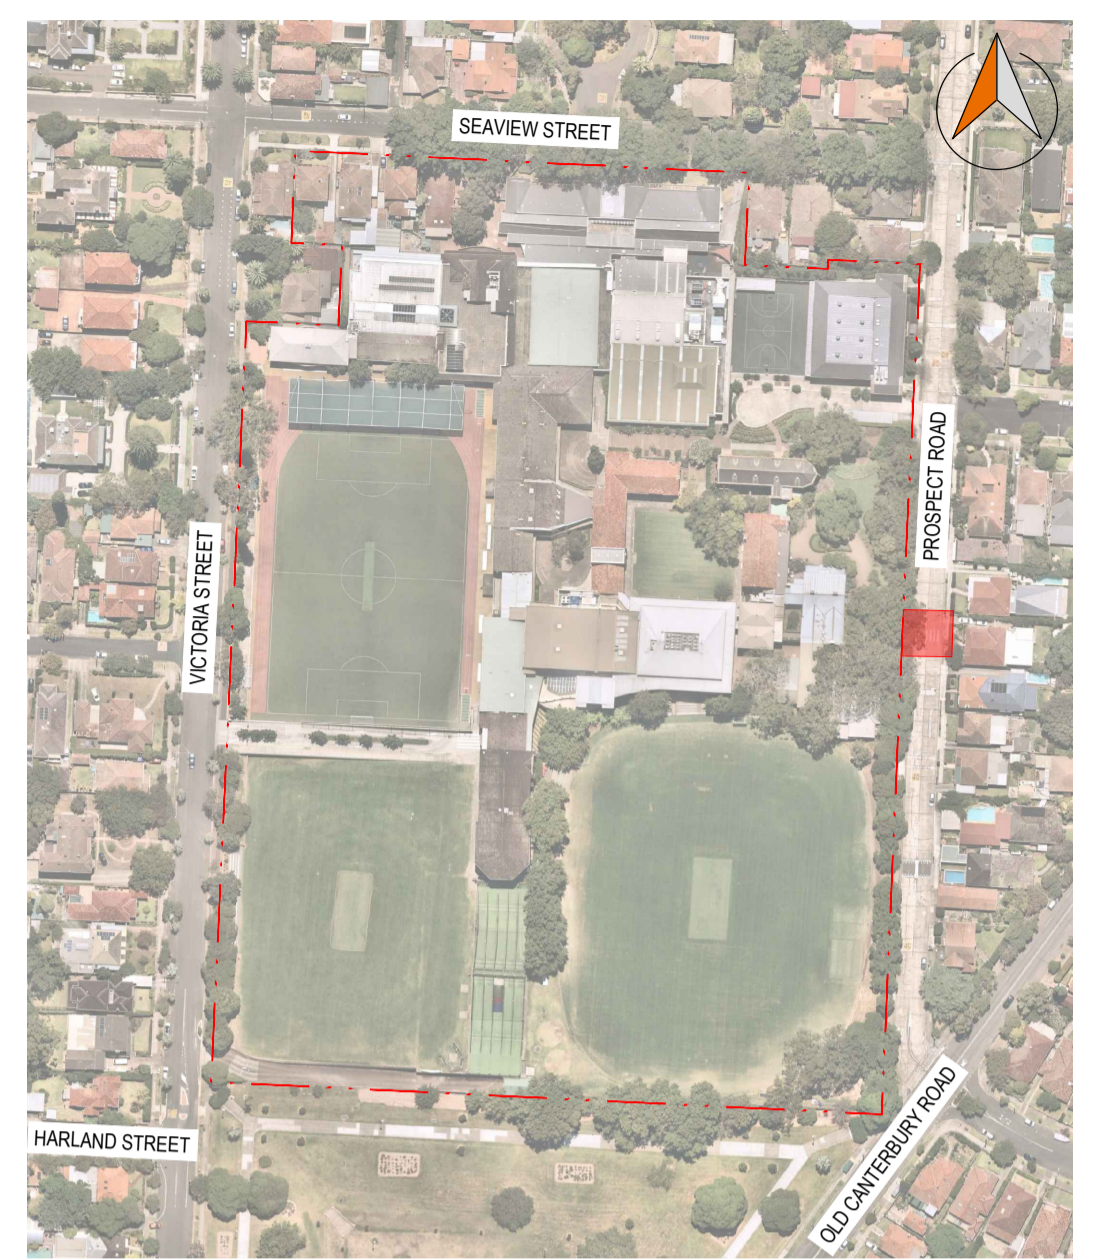 SEAVIEW STREET
PROSPECT ROAD
VICTORIA STREET
HARLAND STREET
OLD CANTERBURY ROAD